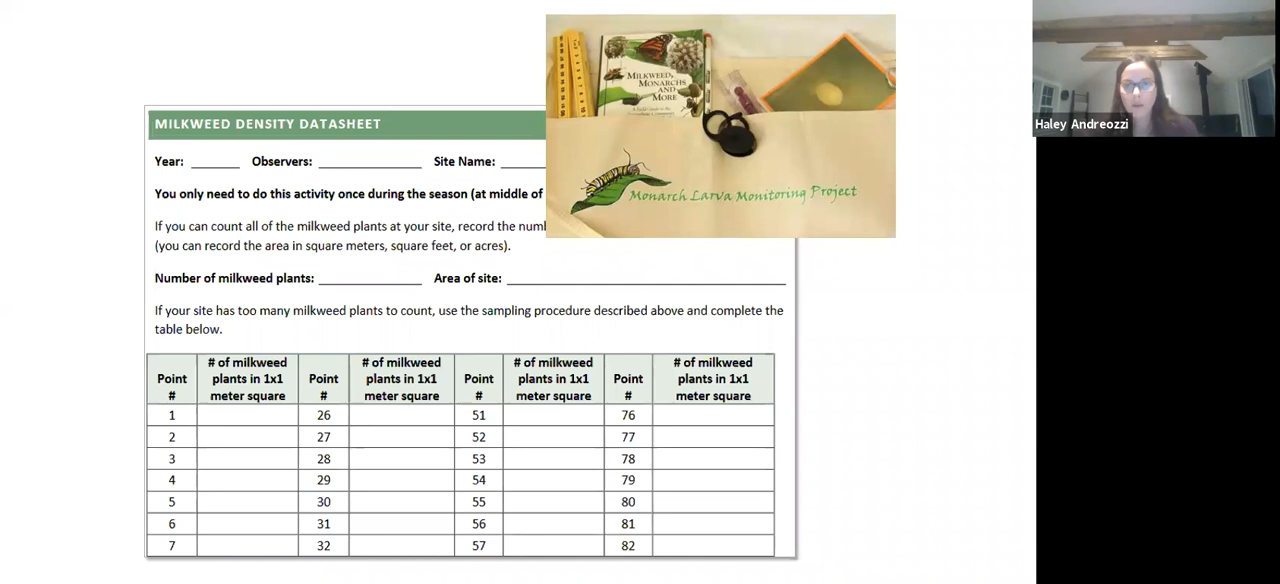 MILKWEED DENSITY DATASHEET
Year: ________ Observers: ________________ Site Name:
You only need to do this activity once during the season (at middle of
If you can count all of the milkweed plants at your site, record the
(you can record the area in square meters, square feet, or acres).
Number of milkweed plants: ________________ Area of site: ________________
If your site has too many milkweed plants to count, use the sampling procedure described above and complete the
table below.
Point # | # of milkweed plants in 1x1 meter square | Point # | # of milkweed plants in 1x1 meter square | Point # | # of milkweed plants in 1x1 meter square | Point # | # of milkweed plants in 1x1 meter square
1 26 51 76
2 27 52 77
3 28 53 78
4 29 54 79
5 30 55 80
6 31 56 81
7 32 57 82
MILKWEED,
MONARCHS
AND
MORE
Monarch Larva Monitoring Project
Haley Andreozzi